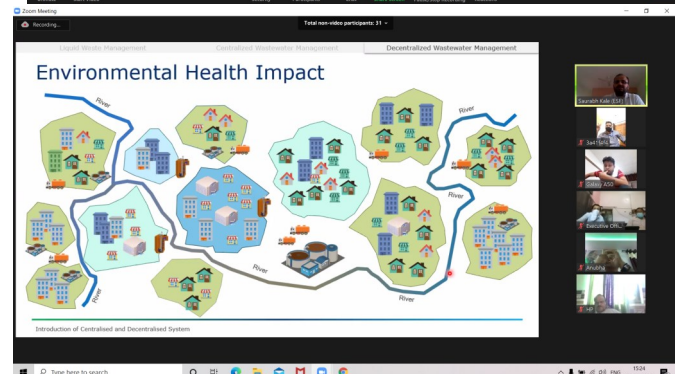 Zoom Meeting
Recording...
Total non-video participants: 31
Liquid Waste Management
Centralized Wastewater Management
Decentralized Wastewater Management
Environmental Health Impact
River
River
River
River
River
River
Introduction of Centralised and Decentralised System
Saurabh Kale (ESF)
Galaxy A50
Executive Offi...
Anubha
HP
Type here to search
ENG
15:24